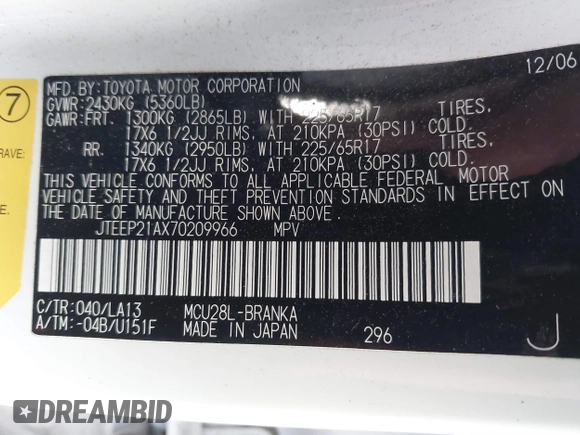 12/06
MFD.BY:TOYOTA MOTOR CORPORATION
GVWR:2430KG (5360LB)
GAWR:FRT. 1300KG (2865LB) WITH 225/65R17 TIRES,
17X6 1/2JJ RIMS, AT 210KPA (30PSI) COLD.
RR. 1340KG (2950LB) WITH 225/65R17 TIRES,
17X6 1/2JJ RIMS, AT 210KPA (30PSI) COLD.
THIS VEHICLE CONFORMS TO ALL APPLICABLE FEDERAL MOTOR
VEHICLE SAFETY AND THEFT PREVENTION STANDARDS IN EFFECT ON
THE DATE OF MANUFACTURE SHOWN ABOVE.
JTEEP21AX70209966 MPV
C/TR:040/LA13 MCU28L-BRANKA
A/TM:-04B/U151F MADE IN JAPAN 296 J
7
RAVE:
E.
DREAMBID